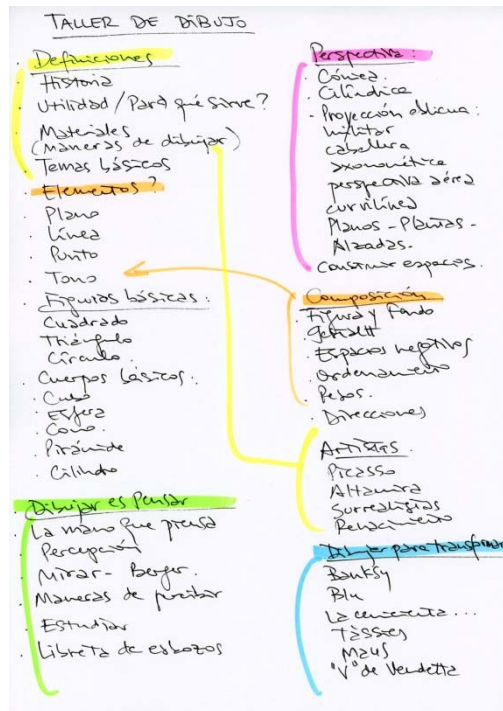 TALLER DE DIBUJO
· Definiciones
· Historia
· Utilidad / Para qué sirve?
· Materiales
(maneras de dibujar)
· Temas básicos
· Elementos?
· Plano
· Línea
· Punto
· Tono
· Figuras básicas:
Cuadrado
Triángulo
Círculo.
· Cuerpos básicos:
· Cubo
· Esfera
· Cono
· Pirámide
· Cilindro
· Dibujar es Pensar
· La mano que piensa
· Percepción
· Mirar - Berger.
· Maneras de percibir
· Estudiar
· Libreta de esbozos
Perspectiva:
· Cónica.
· Cilíndrica
· Proyección oblicua:
militar
caballera
axonométrica
perspectiva aérea
curvilínea
Planos - Plantas -
Alzadas.
Construir espacios.
Composición
· Figura y Fondo
· Gestalt
· Espacios negativos
· Ordenamiento
· Pesos.
· Direcciones
Artistas.
Picasso
Altamira
Surrealistas
Renacimiento
Dibujar para transformar
Banksy
Blu
La cenicienta...
Tàssies
Maus
"V" de Vendetta